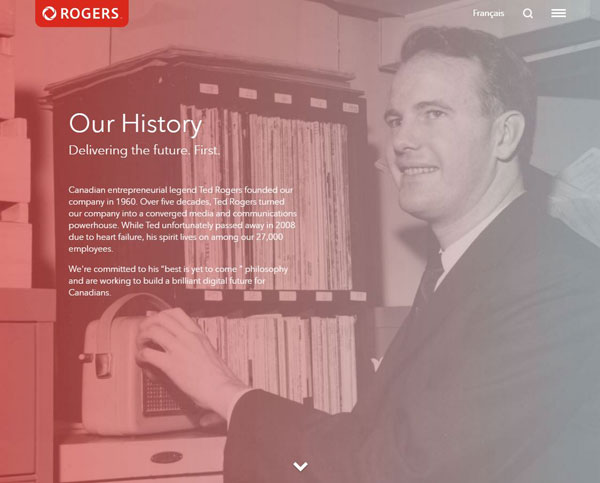 ROGERS
Français
Our History
Delivering the future. First.
Canadian entrepreneurial legend Ted Rogers founded our
company in 1960. Over five decades, Ted Rogers turned
our company into a converged media and communications
powerhouse. While Ted unfortunately passed away in 2008
due to heart failure, his spirit lives on among our 27,000
employees.
We're committed to his "best is yet to come " philosophy
and are working to build a brilliant digital future for
Canadians.